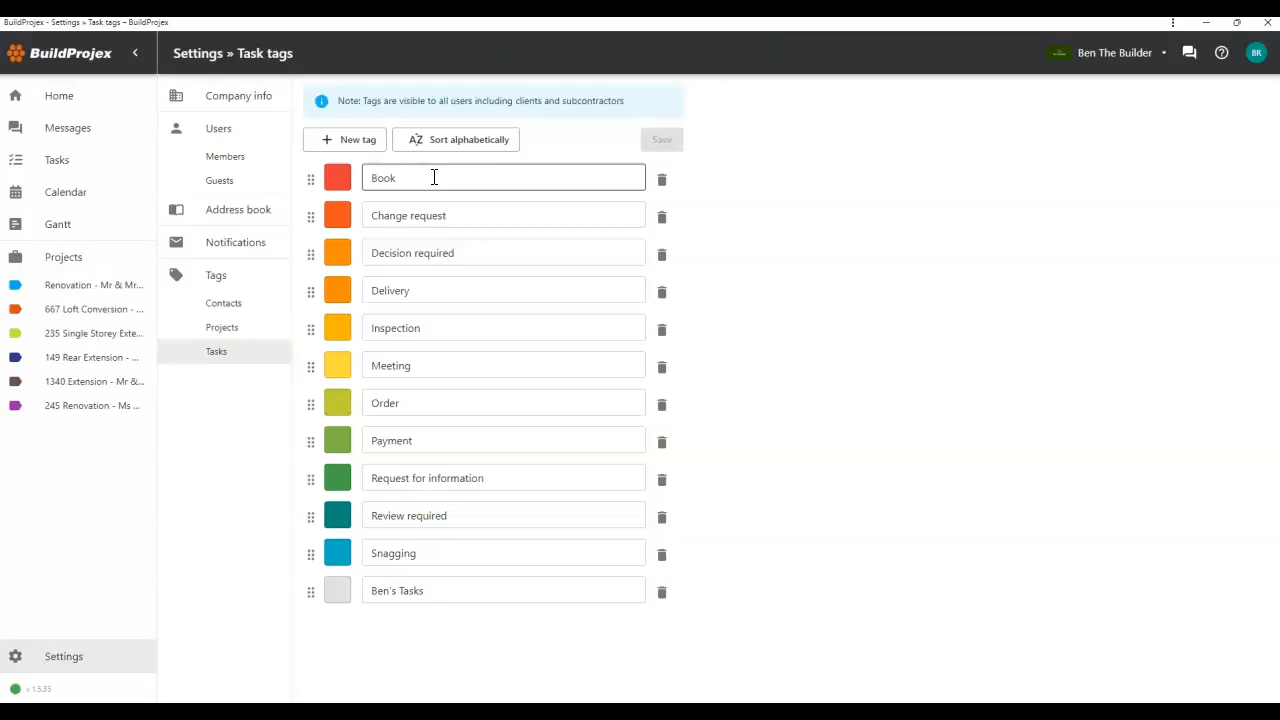 BuildProjex - Settings » Task tags – BuildProjex
BuildProjex
Settings » Task tags
Ben The Builder
BR
Home
Messages
Tasks
Calendar
Gantt
Projects
Renovation - Mr & Mr...
667 Loft Conversion - ...
235 Single Storey Exte...
149 Rear Extension - ...
1340 Extension - Mr &...
245 Renovation - Ms ...
Settings
v 1.5.35
Company info
Users
Members
Guests
Address book
Notifications
Tags
Contacts
Projects
Tasks
Note: Tags are visible to all users including clients and subcontractors
New tag
AZ Sort alphabetically
Save
Book
Change request
Decision required
Delivery
Inspection
Meeting
Order
Payment
Request for information
Review required
Snagging
Ben's Tasks